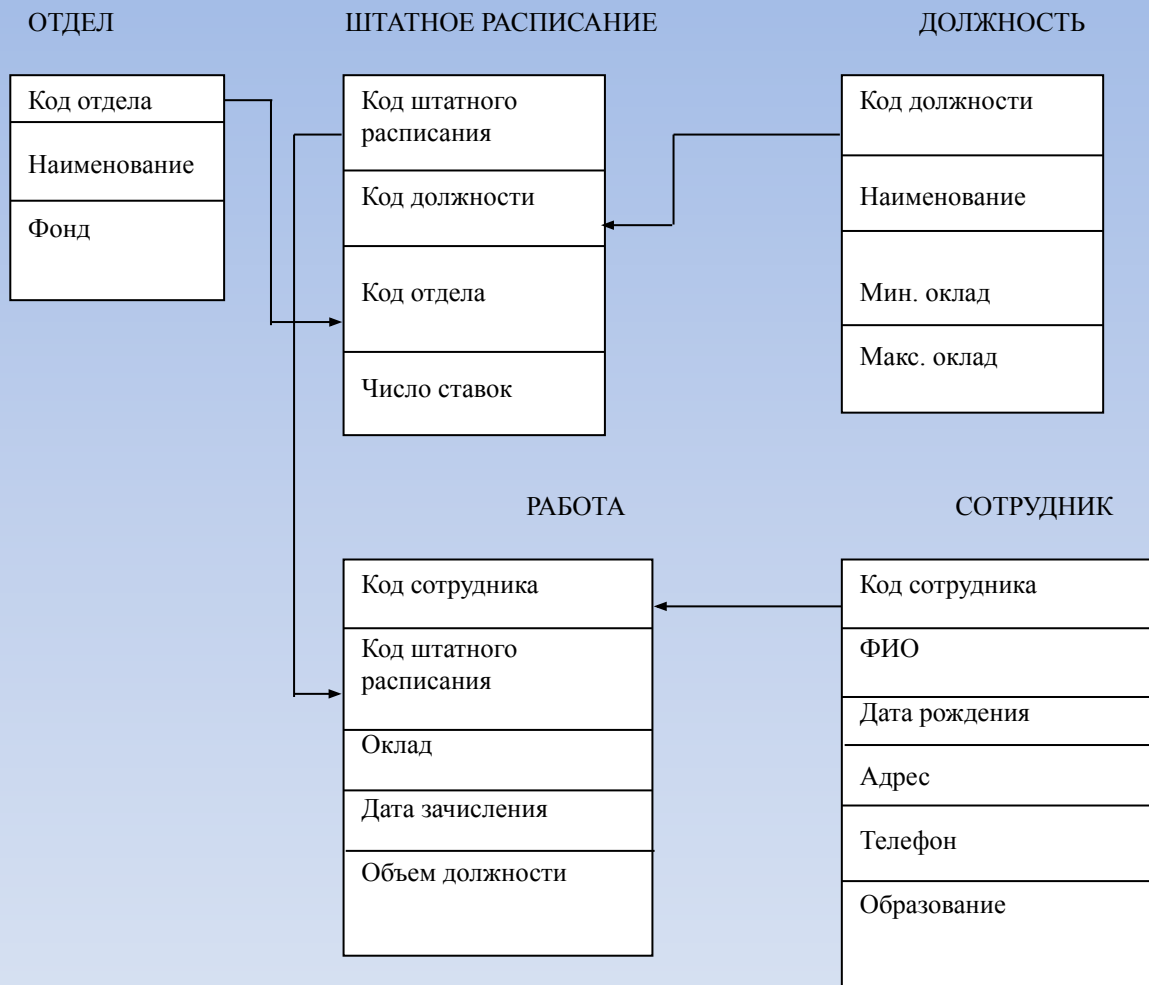 ОТДЕЛ
Код отдела
Наименование
Фонд
ШТАТНОЕ РАСПИСАНИЕ
Код штатного
расписания
Код должности
Код отдела
Число ставок
ДОЛЖНОСТЬ
Код должности
Наименование
Мин. оклад
Макс. оклад
РАБОТА
Код сотрудника
Код штатного
расписания
Оклад
Дата зачисления
Объем должности
СОТРУДНИК
Код сотрудника
ФИО
Дата рождения
Адрес
Телефон
Образование